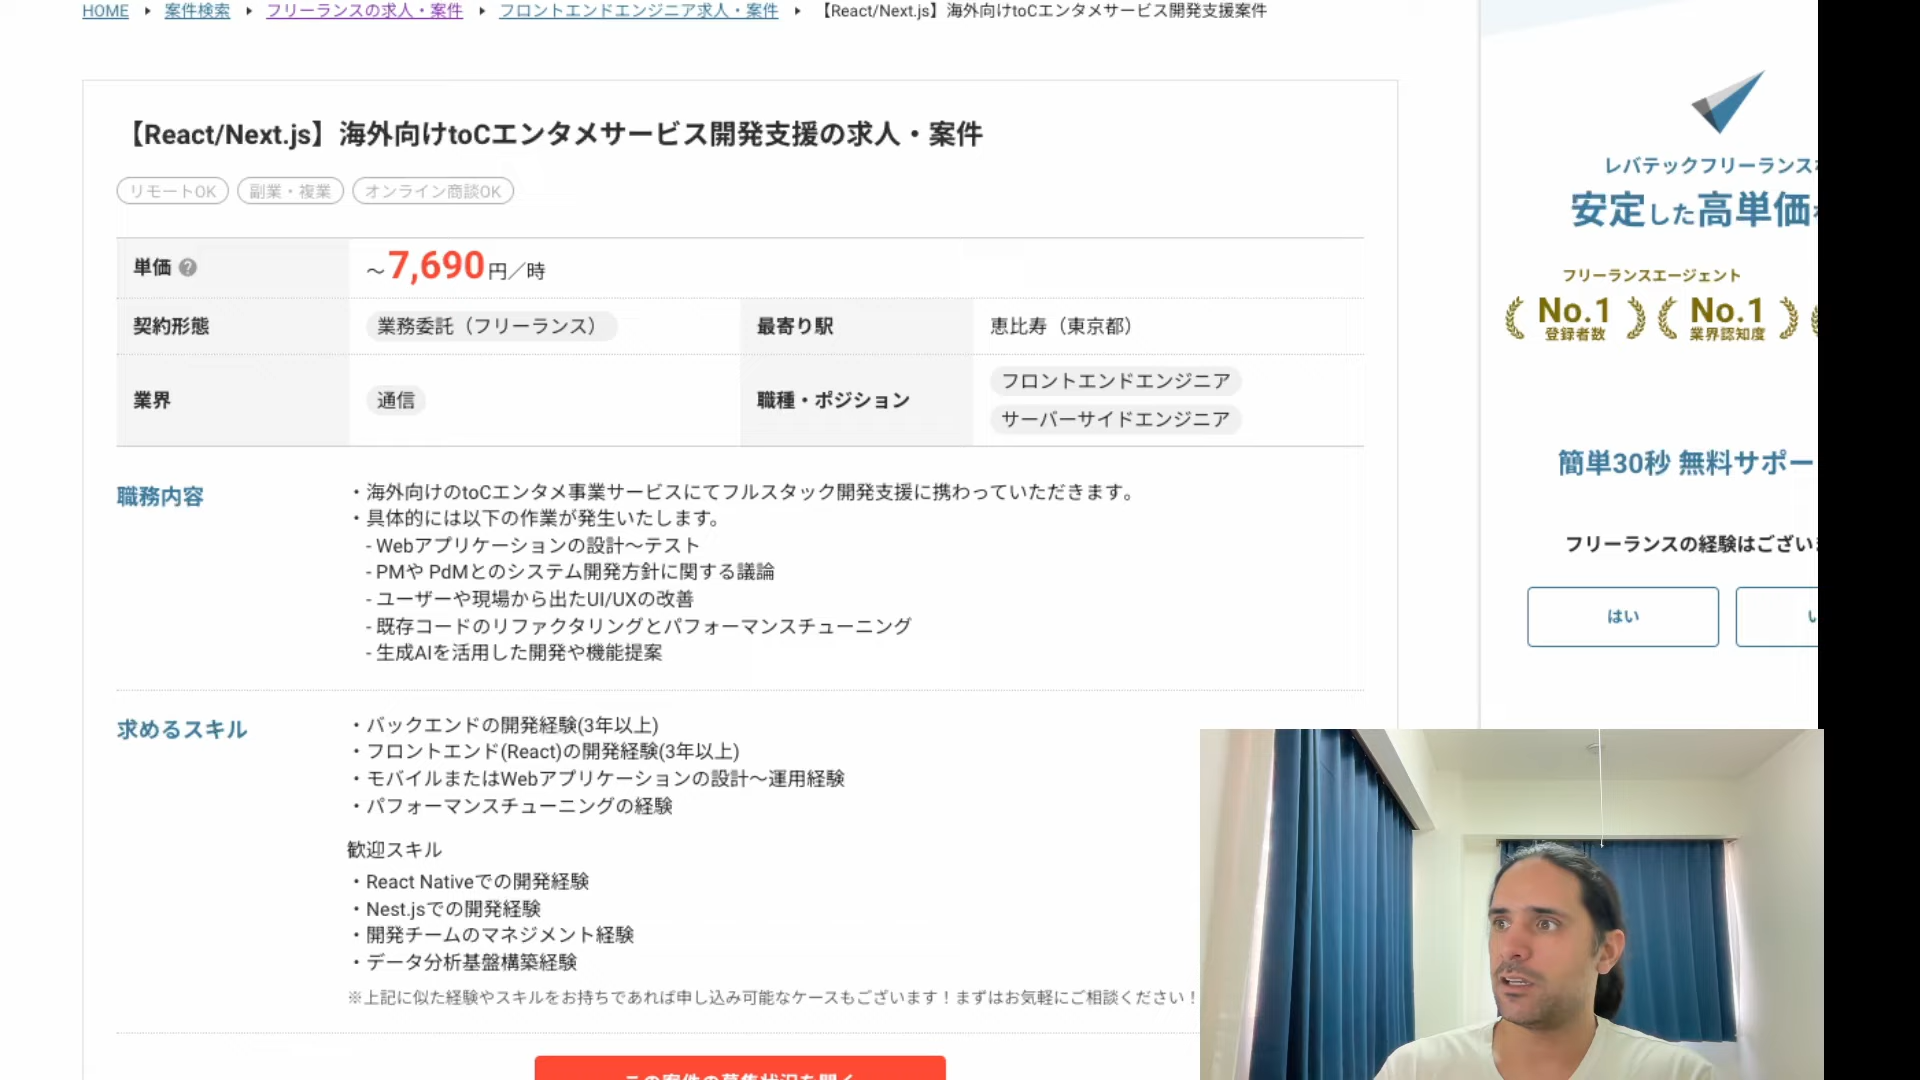 HOME ‣ 案件検索 ‣ フリーランスの求人・案件 ‣ フロントエンドエンジニア求人・案件 ‣ 【React/Next.js】海外向けtoCエンタメサービス開発支援案件
【React/Next.js】海外向けtoCエンタメサービス開発支援の求人・案件
リモートOK 副業・複業 オンライン商談OK
単価 ? ～7,690円／時
契約形態 業務委託（フリーランス） 最寄り駅 恵比寿（東京都）
業界 通信 職種・ポジション フロントエンドエンジニア
サーバーサイドエンジニア
職務内容
・海外向けのtoCエンタメ事業サービスにてフルスタック開発支援に携わっていただきます。
・具体的には以下の作業が発生いたします。
- Webアプリケーションの設計～テスト
- PMや PdMとのシステム開発方針に関する議論
- ユーザーや現場から出たUI/UXの改善
- 既存コードのリファクタリングとパフォーマンスチューニング
- 生成AIを活用した開発や機能提案
求めるスキル
・バックエンドの開発経験(3年以上)
・フロントエンド(React)の開発経験(3年以上)
・モバイルまたはWebアプリケーションの設計～運用経験
・パフォーマンスチューニングの経験
歓迎スキル
・React Nativeでの開発経験
・Nest.jsでの開発経験
・開発チームのマネジメント経験
・データ分析基盤構築経験
※上記に似た経験やスキルをお持ちであれば申し込み可能なケースもございます！まずはお気軽にご相談ください！
この案件の募集状況を聞く
レバテックフリーランス
安定した高単価
フリーランスエージェント
No.1 No.1
登録者数 業界認知度
簡単30秒 無料サポー
フリーランスの経験はござい
はい